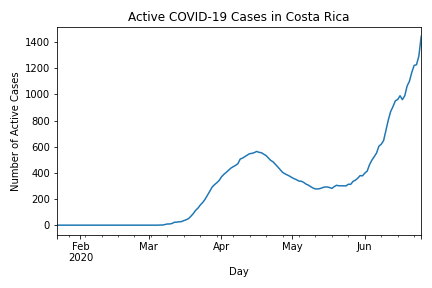 Active COVID-19 Cases in Costa Rica
1400
1200
1000
800
600
400
200
0
Number of Active Cases
Feb
2020
Mar
Apr
May
Jun
Day